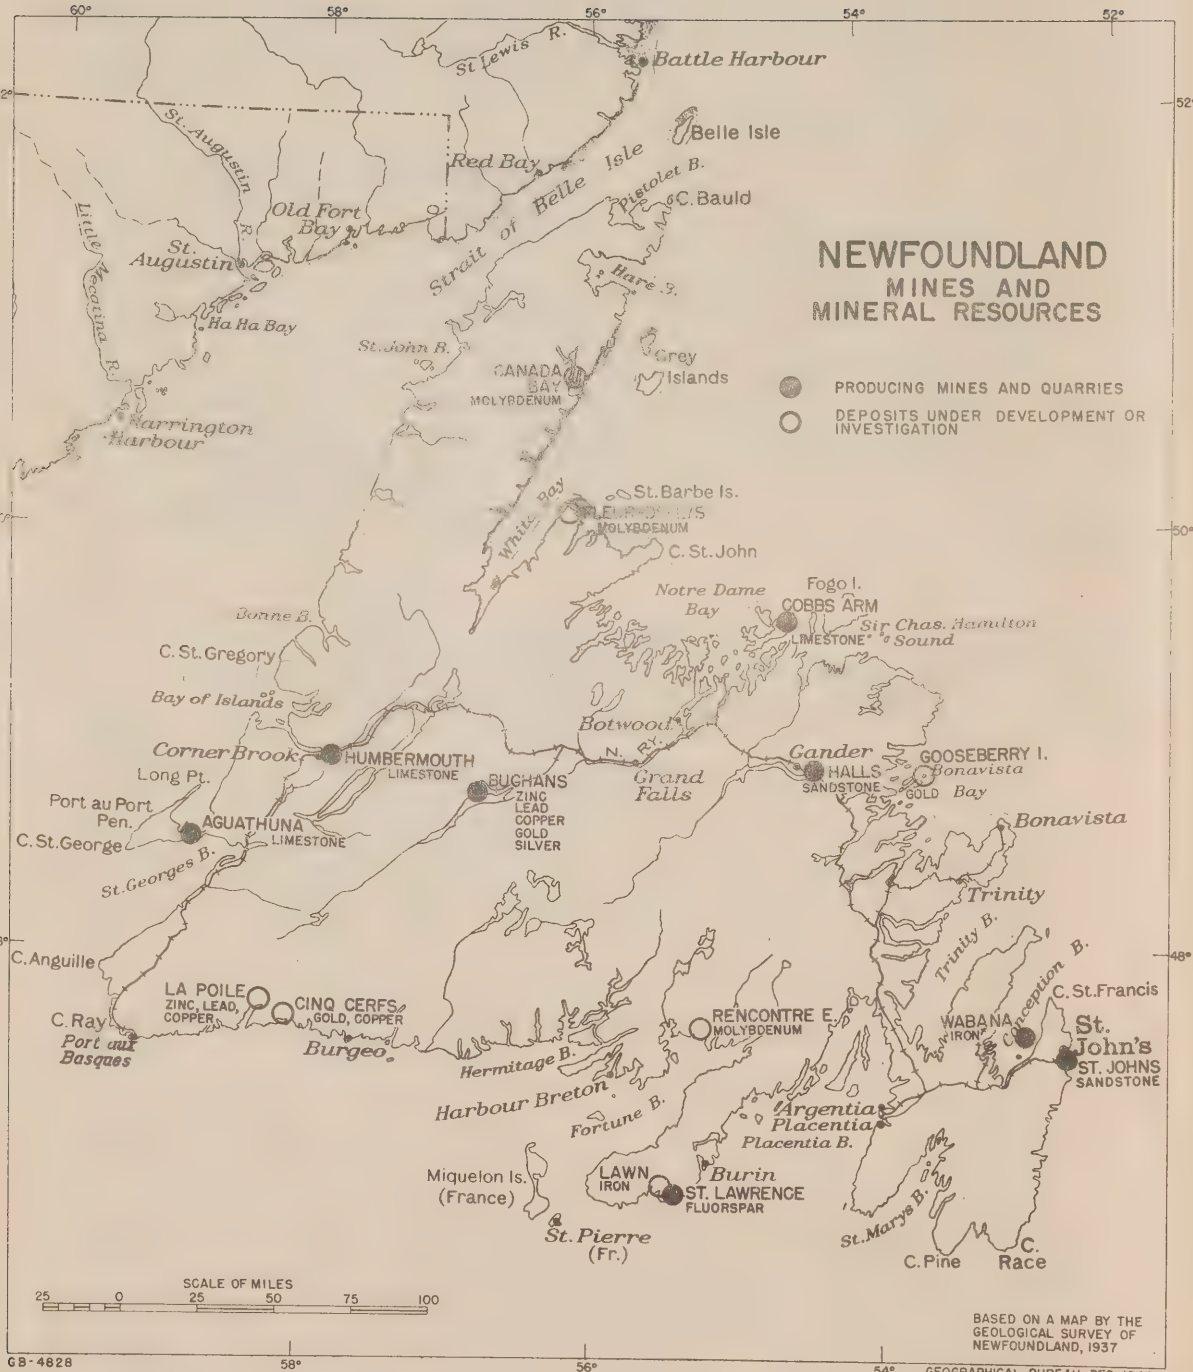 60°
58°
56°
54°
52°
St Lewis R.
Battle Harbour
2°
52°
St. Augustin R.
Belle Isle
Red Bay
Strait of Belle Isle
Pistolet B.
C. Bauld
Old Fort
Bay
St.
Augustin
Little Mecatina R.
NEWFOUNDLAND
MINES AND
MINERAL RESOURCES
Hare B.
Ha Ha Bay
St. John B.
Grey
Islands
CANADA
BAY
MOLYBDENUM
PRODUCING MINES AND QUARRIES
DEPOSITS UNDER DEVELOPMENT OR
INVESTIGATION
Harrington
Harbour
White Bay
St. Barbe Is.
MOLYBDENUM
50°
C. St. John
Notre Dame
Bay
Fogo I.
COBBS ARM
LIMESTONE
Sir Chas. Hamilton
Sound
Bonne B.
C. St. Gregory
Bay of Islands
Botwood
N. RY.
Corner Brook
HUMBERMOUTH
LIMESTONE
Grand
Falls
Gander
HALLS
SANDSTONE
GOOSEBERRY I.
GOLD
Bonavista
Bay
Long Pt.
BUCHANS
ZINC
LEAD
COPPER
GOLD
SILVER
Port au Port
Pen.
AGUATHUNA
LIMESTONE
C. St. George
St. Georges B.
Bonavista
Trinity
Trinity B.
Conception B.
8°
48°
C. Anguille
C. St. Francis
LA POILE
ZINC, LEAD,
COPPER
CINQ CERFS
GOLD, COPPER
RENCONTRE E.
MOLYBDENUM
WABANA
IRON
St.
John's
ST. JOHNS
SANDSTONE
C. Ray
Port aux
Basques
Burgeo
Hermitage B.
Harbour Breton
Fortune B.
Argentia
Placentia
Placentia B.
Miquelon Is.
(France)
LAWN
IRON
Burin
ST. LAWRENCE
FLUORSPAR
St. Pierre
(Fr.)
St. Marys B.
C. Pine
C.
Race
SCALE OF MILES
25 0 25 50 75 100
BASED ON A MAP BY THE
GEOLOGICAL SURVEY OF
NEWFOUNDLAND, 1937
GB-4828
58°
56°
54°